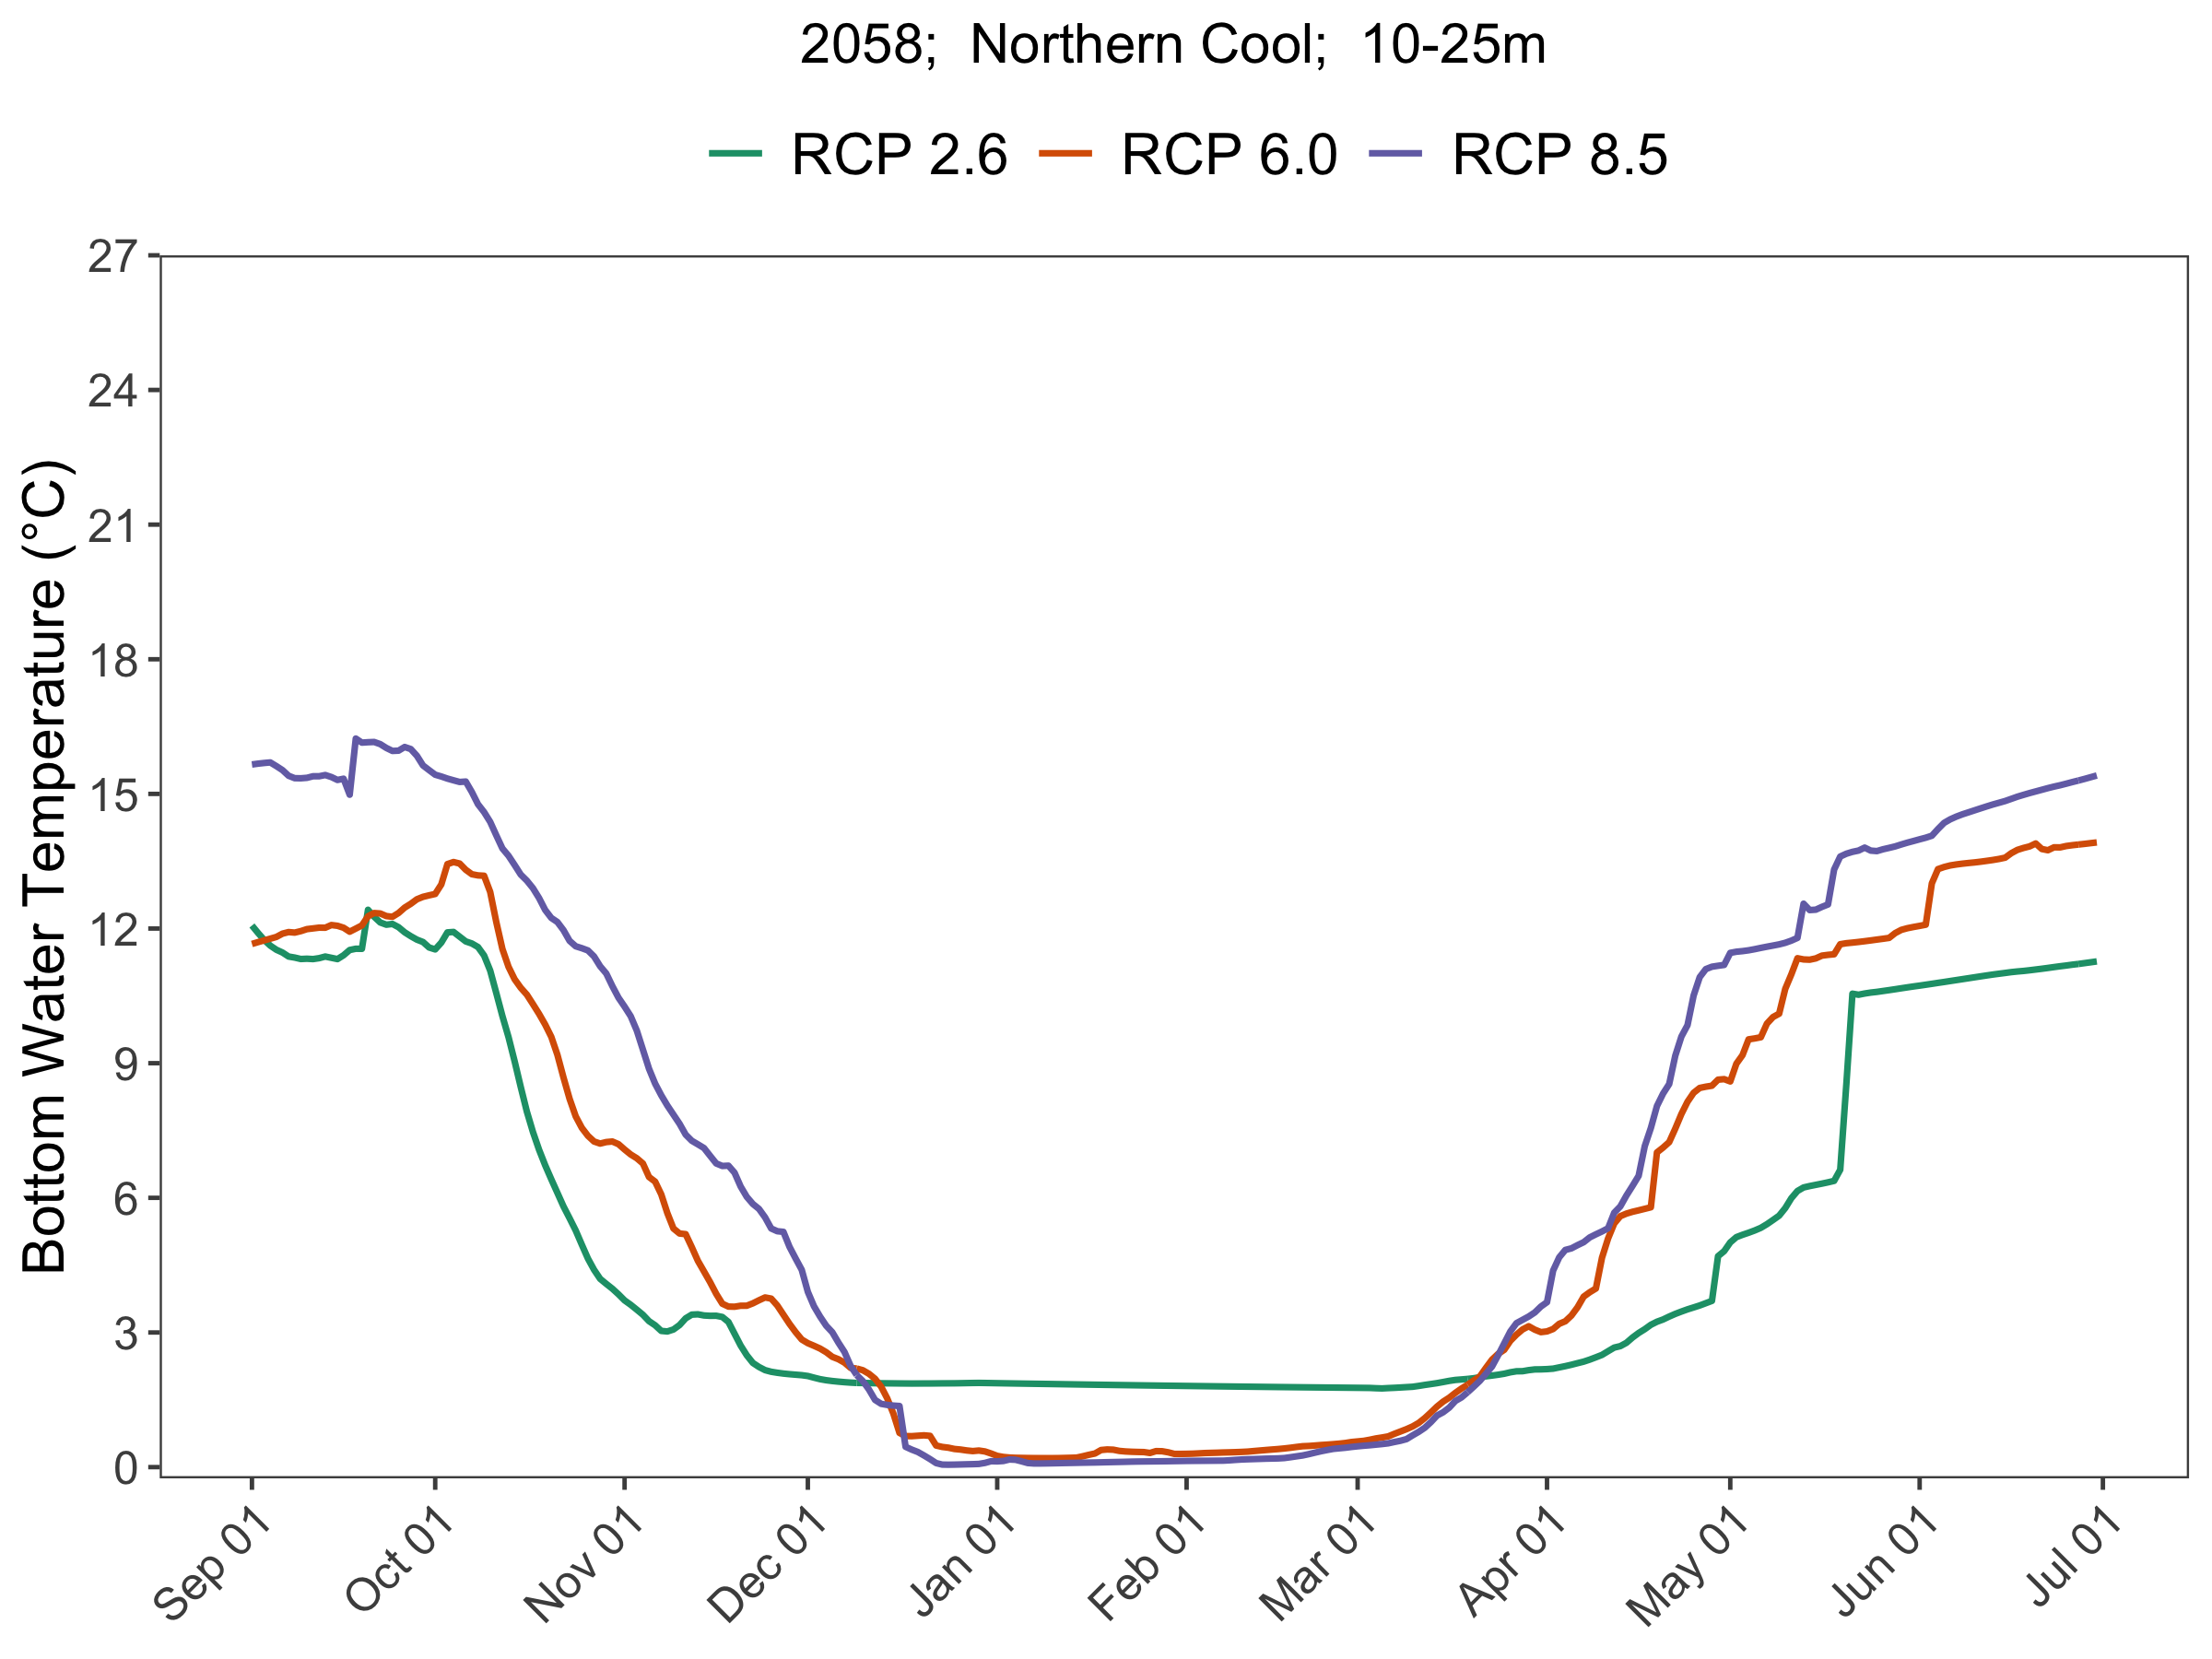 2058;  Northern Cool;  10-25m
RCP 2.6 RCP 6.0 RCP 8.5
Bottom Water Temperature (°C)
27
24
21
18
15
12
9
6
3
0
Sep 01 Oct 01 Nov 01 Dec 01 Jan 01 Feb 01 Mar 01 Apr 01 May 01 Jun 01 Jul 01